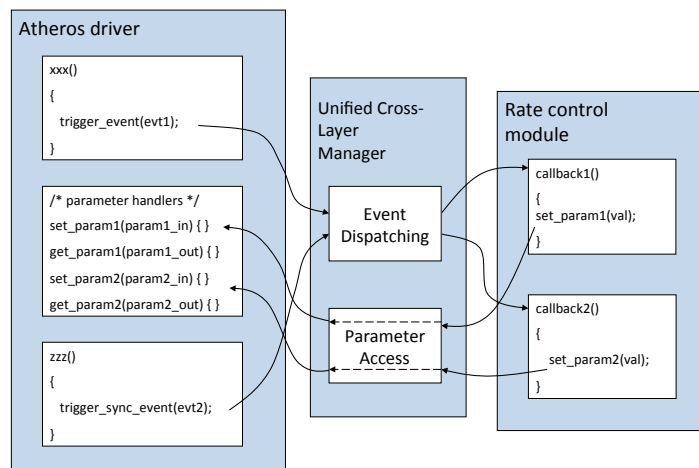 Atheros driver
xxx()
{
trigger_event(evt1);
}
/* parameter handlers */
set_param1(param1_in) { }
get_param1(param1_out) { }
set_param2(param2_in) { }
get_param2(param2_out) { }
zzz()
{
trigger_sync_event(evt2);
}
Unified Cross-
Layer
Manager
Event
Dispatching
Parameter
Access
Rate control
module
callback1()
{
set_param1(val);
}
callback2()
{
set_param2(val);
}